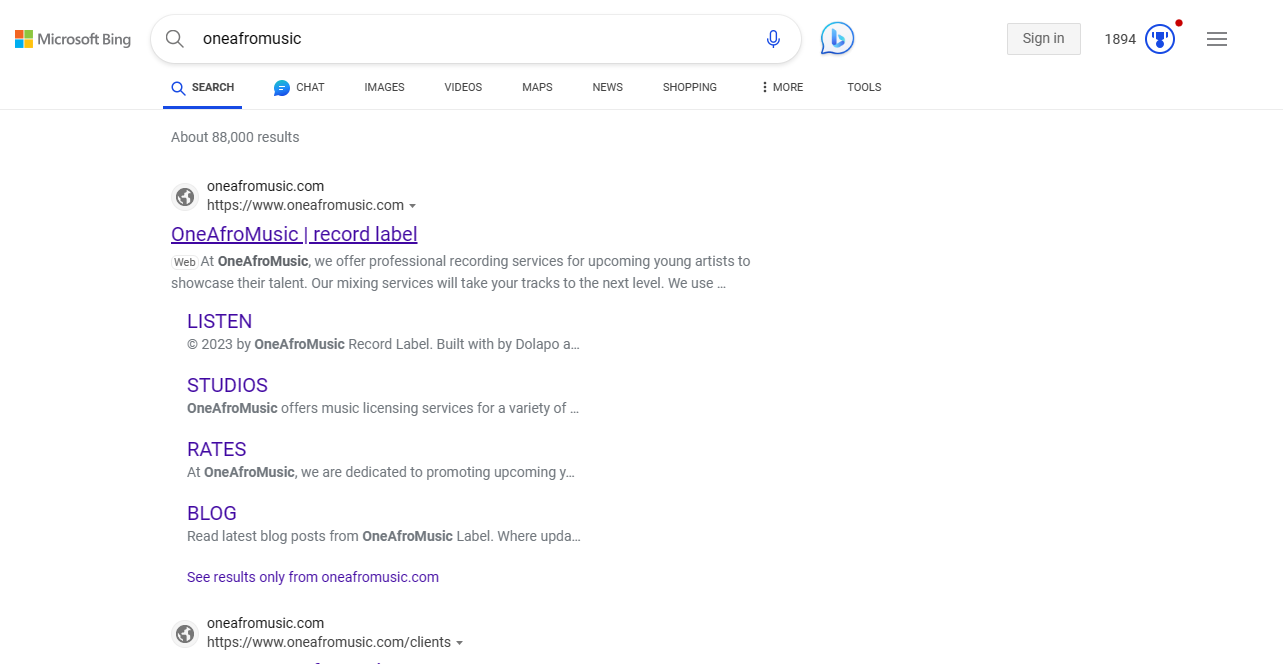 Microsoft Bing
oneafromusic
Sign in
1894
SEARCH
CHAT
IMAGES
VIDEOS
MAPS
NEWS
SHOPPING
MORE
TOOLS
About 88,000 results
oneafromusic.com
https://www.oneafromusic.com
OneAfroMusic | record label
Web At OneAfroMusic, we offer professional recording services for upcoming young artists to
showcase their talent. Our mixing services will take your tracks to the next level. We use ...
LISTEN
© 2023 by OneAfroMusic Record Label. Built with by Dolapo a...
STUDIOS
OneAfroMusic offers music licensing services for a variety of ...
RATES
At OneAfroMusic, we are dedicated to promoting upcoming y...
BLOG
Read latest blog posts from OneAfroMusic Label. Where upda...
See results only from oneafromusic.com
oneafromusic.com
https://www.oneafromusic.com/clients